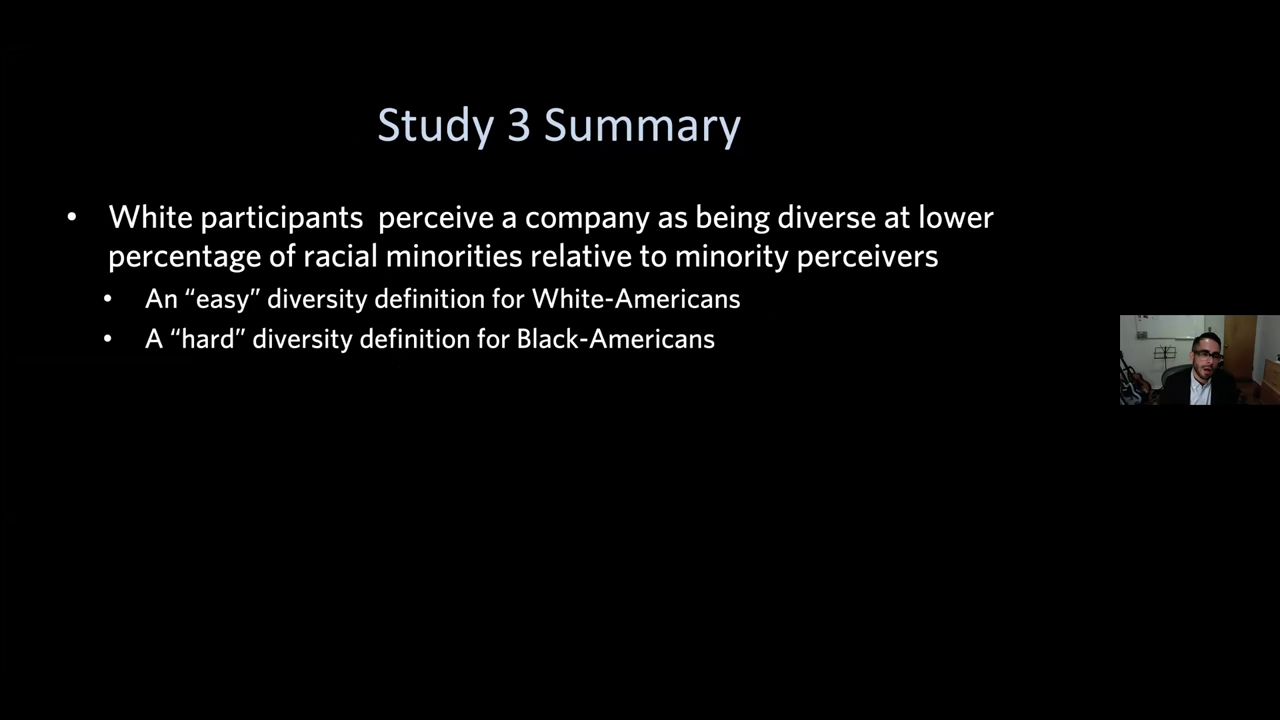 Study 3 Summary
• White participants  perceive a company as being diverse at lower
percentage of racial minorities relative to minority perceivers
• An “easy” diversity definition for White-Americans
• A “hard” diversity definition for Black-Americans